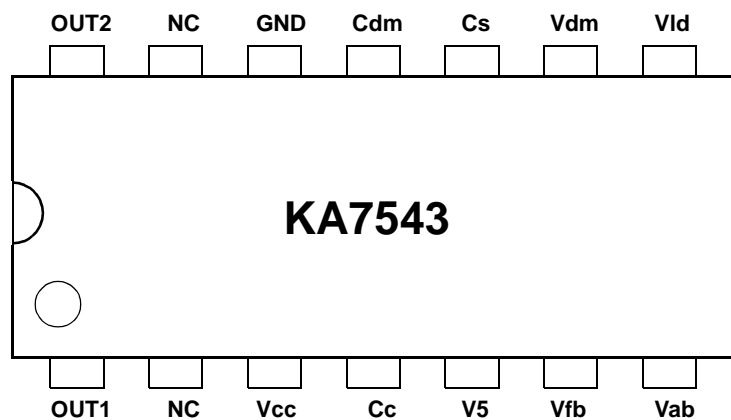 OUT2 NC GND Cdm Cs Vdm Vld
KA7543
OUT1 NC Vcc Cc V5 Vfb Vab